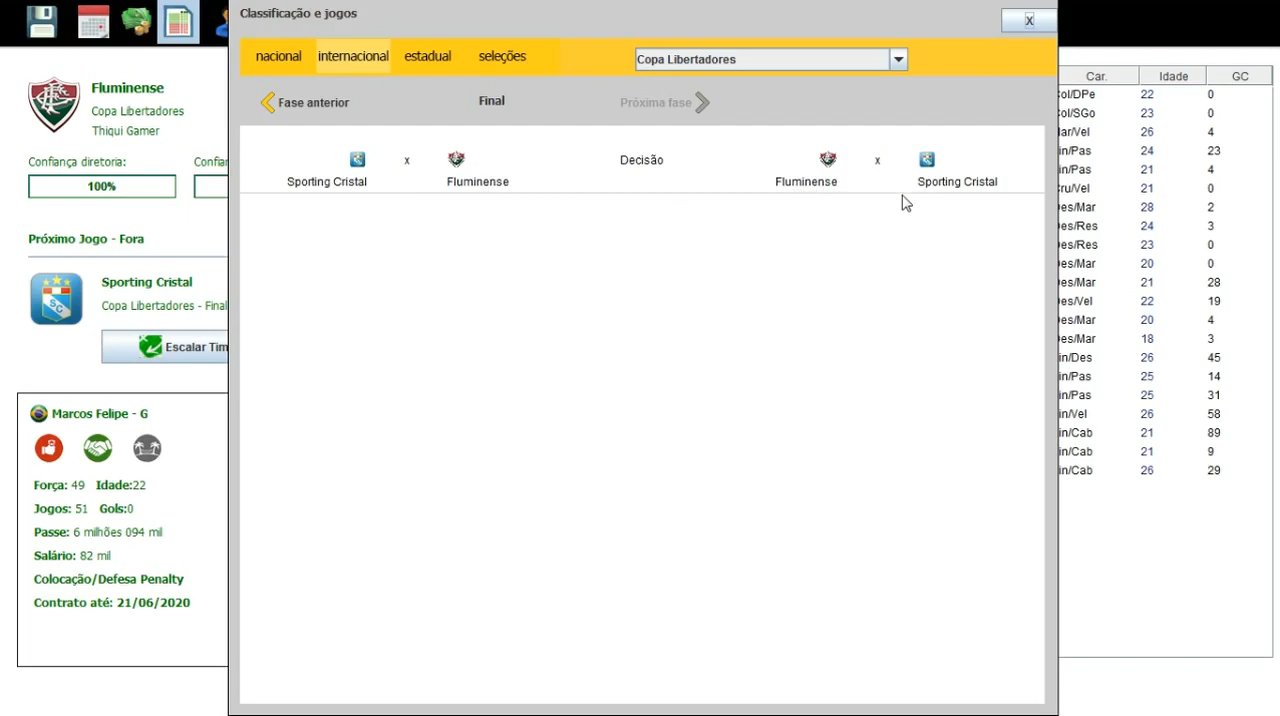 Classificação e jogos
X
nacional internacional estadual seleções
Copa Libertadores
Fase anterior Final Próxima fase
x Decisão x
Sporting Cristal Fluminense Fluminense Sporting Cristal
Fluminense
Copa Libertadores
Thiqui Gamer
Confiança diretoria:
100%
Próximo Jogo - Fora
Sporting Cristal
Copa Libertadores - Final
Escalar Tim
Marcos Felipe - G
Força: 49 Idade:22
Jogos: 51 Gols:0
Passe: 6 milhões 094 mil
Salário: 82 mil
Colocação/Defesa Penalty
Contrato até: 21/06/2020
Car. Idade GC
Col/DPe 22 0
Col/SGo 23 0
Mar/Vel 26 4
in/Pas 24 23
in/Pas 21 4
Cru/Vel 21 0
Des/Mar 28 2
Des/Res 24 3
Des/Res 23 0
Des/Mar 20 0
Des/Mar 21 28
Des/Vel 22 19
Des/Mar 20 4
Des/Mar 18 3
in/Des 26 45
in/Pas 25 14
in/Pas 25 31
in/Vel 26 58
in/Cab 21 89
in/Cab 21 9
in/Cab 26 29